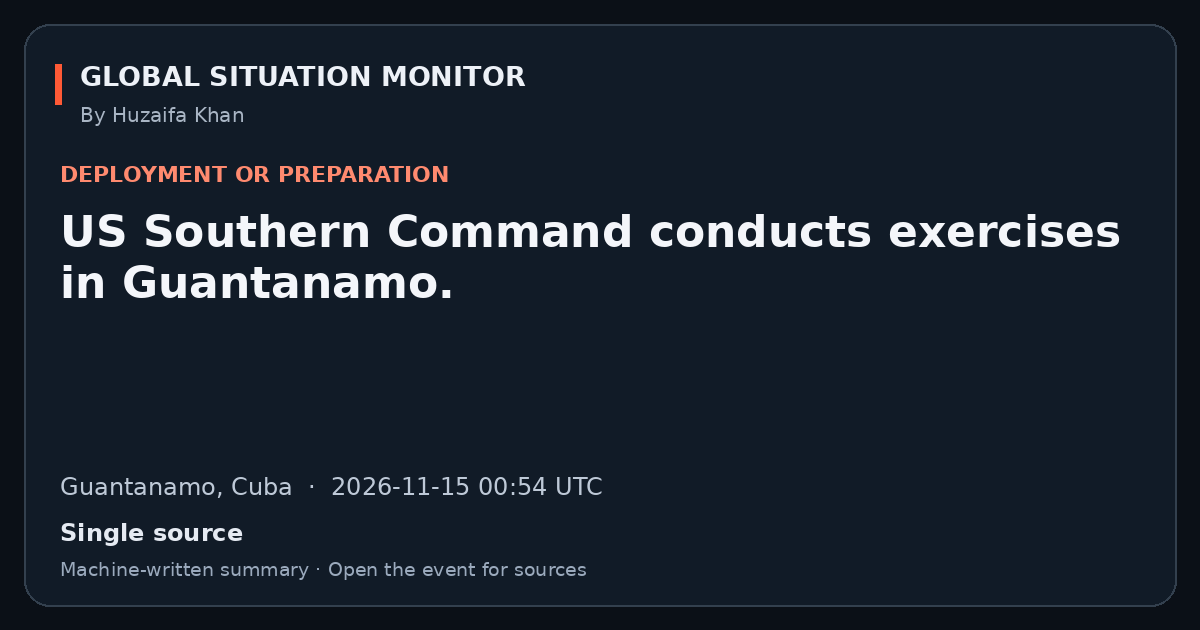 GLOBAL SITUATION MONITOR
By Huzaifa Khan
DEPLOYMENT OR PREPARATION
US Southern Command conducts exercises
in Guantanamo.
Guantanamo, Cuba · 2026-11-15 00:54 UTC
Single source
Machine-written summary · Open the event for sources